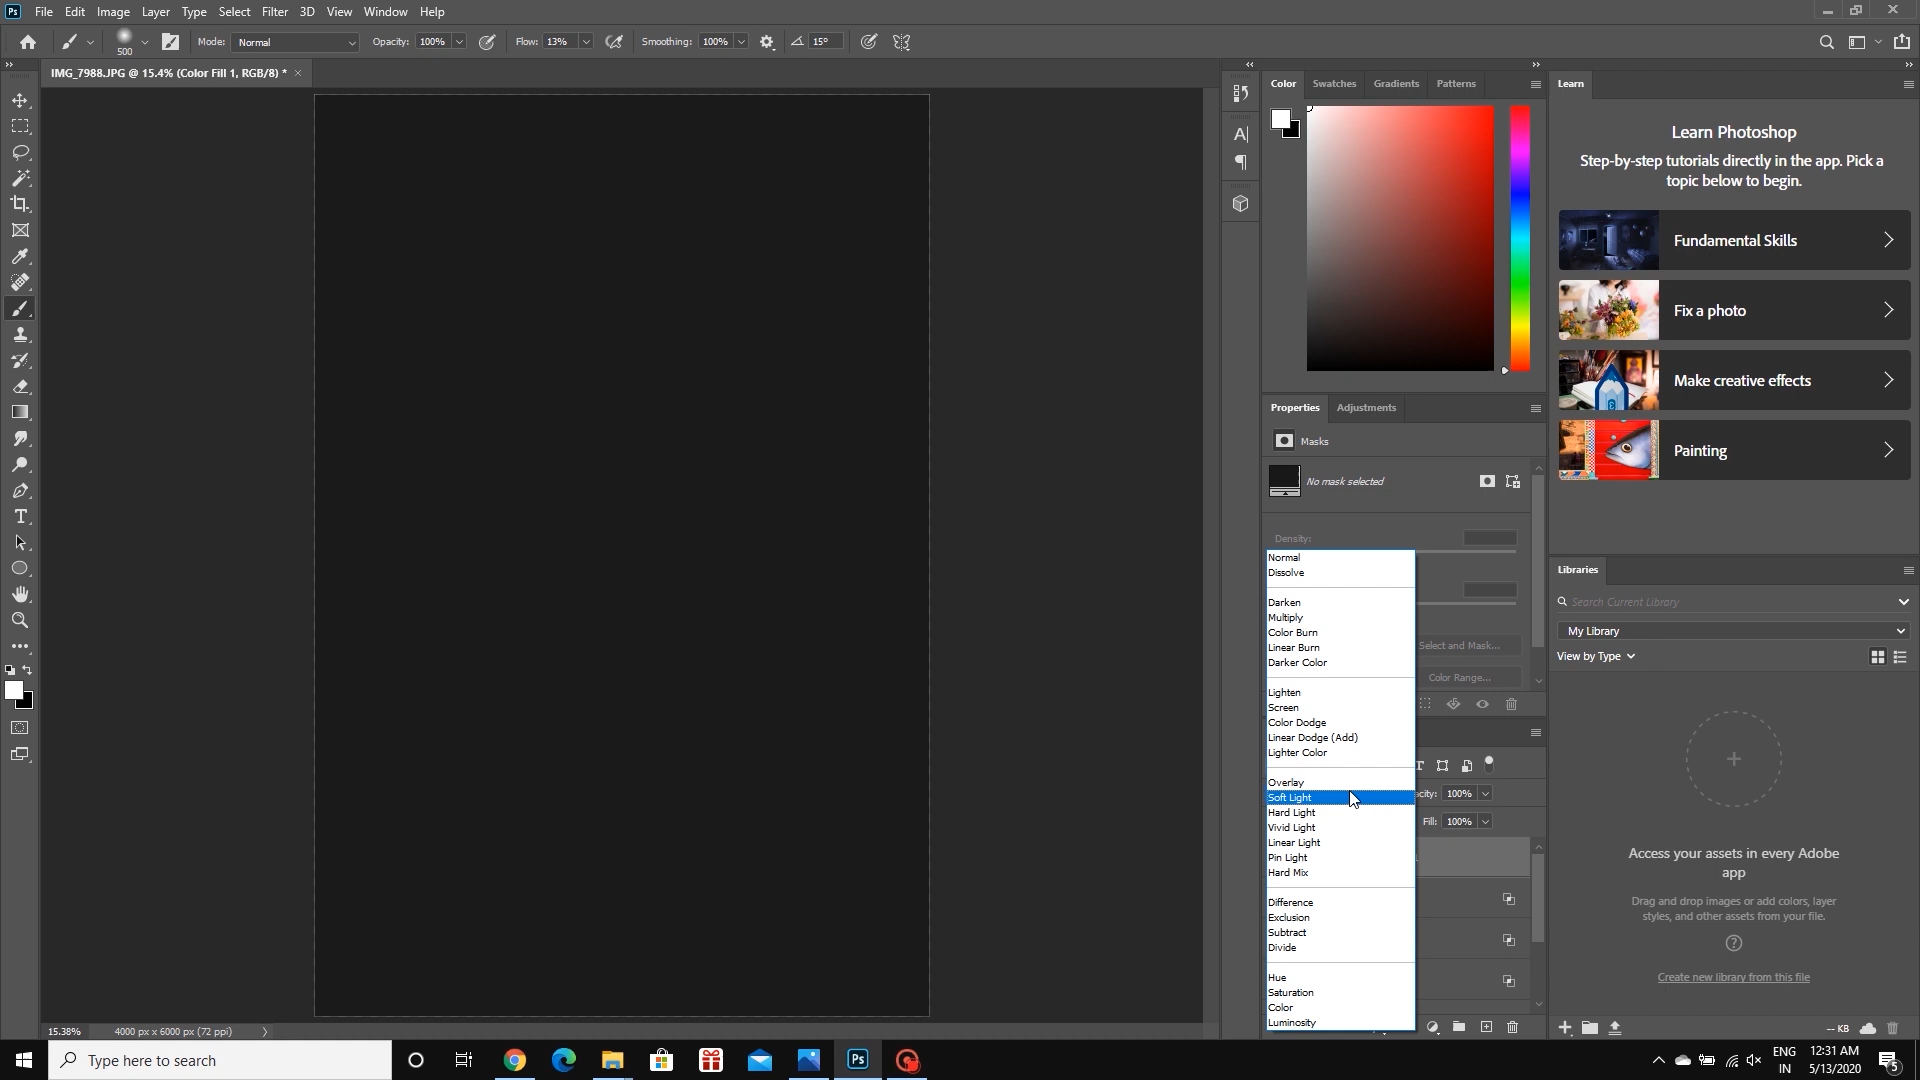 Ps File Edit Image Layer Type Select Filter 3D View Window Help
500 Mode: Normal Opacity: 100% Flow: 13% Smoothing: 100% 15°
IMG_7988.JPG @ 15.4% (Color Fill 1, RGB/8) *
Color Swatches Gradients Patterns
Learn
Learn Photoshop
Step-by-step tutorials directly in the app. Pick a
topic below to begin.
Fundamental Skills
Fix a photo
Make creative effects
Painting
Properties Adjustments
Masks
No mask selected
Density:
Select and Mask...
Color Range...
Normal
Dissolve
Darken
Multiply
Color Burn
Linear Burn
Darker Color
Lighten
Screen
Color Dodge
Linear Dodge (Add)
Lighter Color
Overlay
Soft Light
Hard Light
Vivid Light
Linear Light
Pin Light
Hard Mix
Difference
Exclusion
Subtract
Divide
Hue
Saturation
Color
Luminosity
acity: 100%
Fill: 100%
Libraries
Search Current Library
My Library
View by Type
Access your assets in every Adobe
app
Drag and drop images or add colors, layer
styles, and other assets from your file.
Create new library from this file
-- KB
15.38% 4000 px x 6000 px (72 ppi)
Type here to search
Ps
ENG
IN
12:31 AM
5/13/2020
5